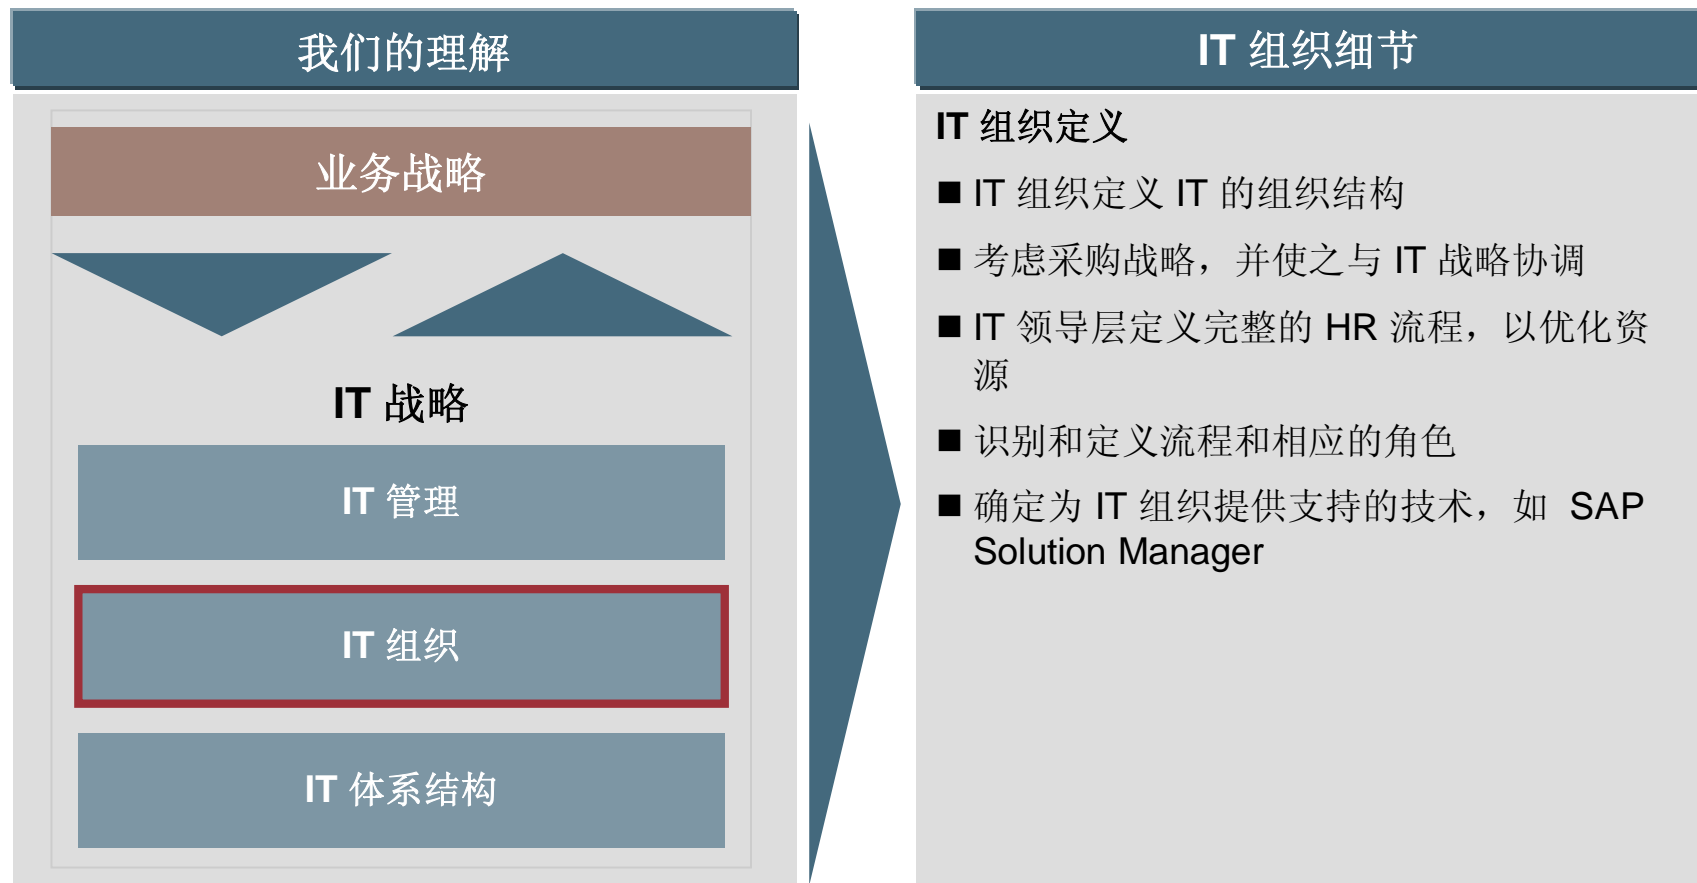 我们的理解
业务战略
IT 战略
IT 管理
IT 组织
IT 体系结构
IT 组织细节
IT 组织定义
■ IT 组织定义 IT 的组织结构
■ 考虑采购战略，并使之与 IT 战略协调
■ IT 领导层定义完整的 HR 流程，以优化资
源
■ 识别和定义流程和相应的角色
■ 确定为 IT 组织提供支持的技术，如 SAP
Solution Manager